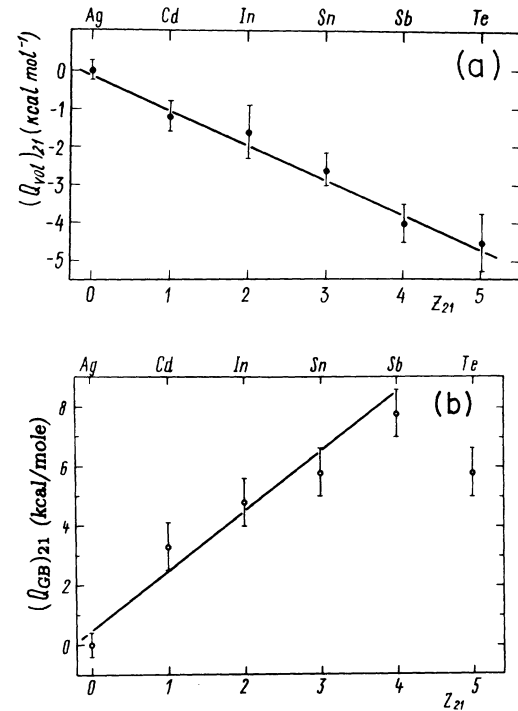 Ag Cd In Sn Sb Te
(a)
(Qvol)21 (kcal mol⁻¹)
0
-1
-2
-3
-4
-5
0 1 2 3 4 Z21 5
Ag Cd In Sn Sb Te
(b)
(QGB)21 (kcal/mole)
8
6
4
2
0
0 1 2 3 4 Z21 5